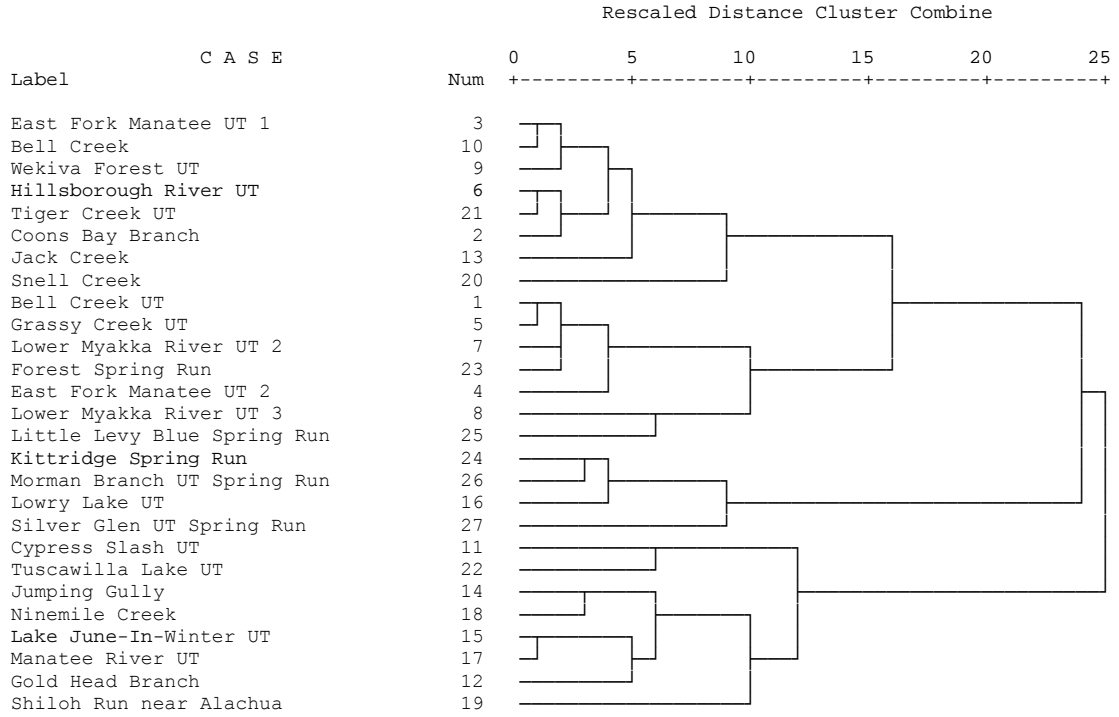 Rescaled Distance Cluster Combine
C A S E 0 5 10 15 20 25
Label Num +---------+---------+---------+---------+---------+
East Fork Manatee UT 1 3
Bell Creek 10
Wekiva Forest UT 9
Hillsborough River UT 6
Tiger Creek UT 21
Coons Bay Branch 2
Jack Creek 13
Snell Creek 20
Bell Creek UT 1
Grassy Creek UT 5
Lower Myakka River UT 2 7
Forest Spring Run 23
East Fork Manatee UT 2 4
Lower Myakka River UT 3 8
Little Levy Blue Spring Run 25
Kittridge Spring Run 24
Morman Branch UT Spring Run 26
Lowry Lake UT 16
Silver Glen UT Spring Run 27
Cypress Slash UT 11
Tuscawilla Lake UT 22
Jumping Gully 14
Ninemile Creek 18
Lake June-In-Winter UT 15
Manatee River UT 17
Gold Head Branch 12
Shiloh Run near Alachua 19